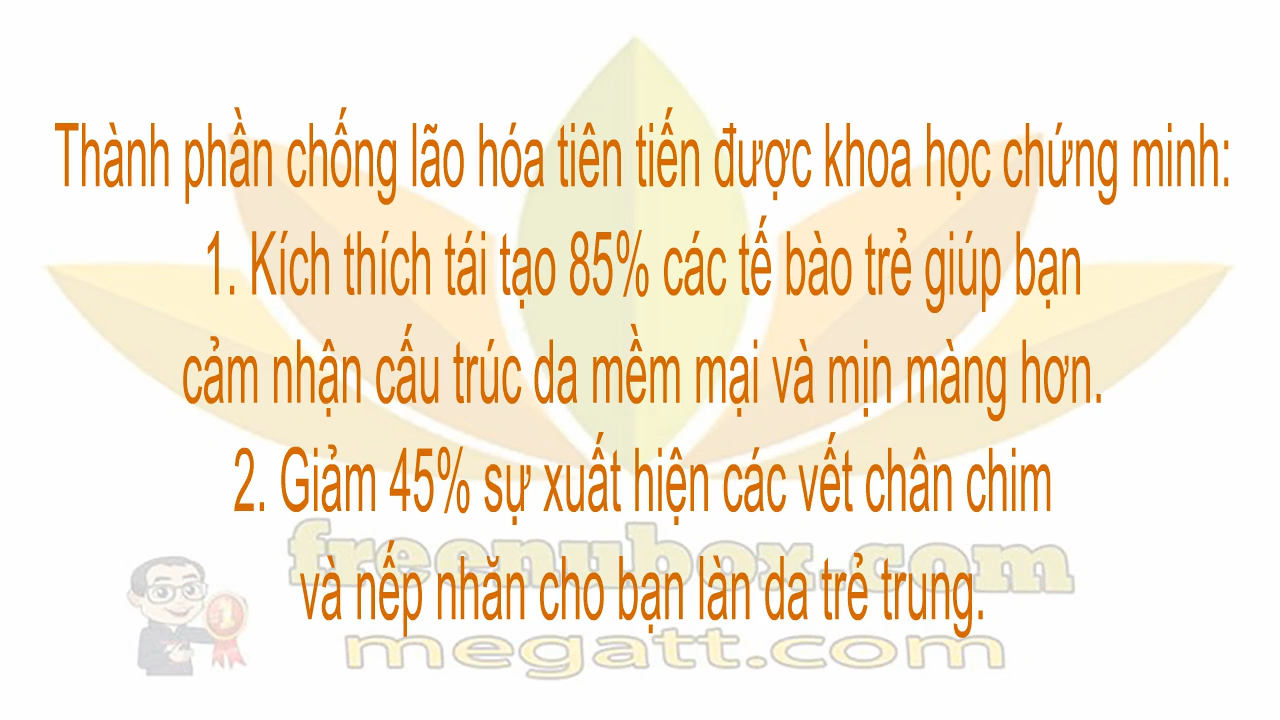 Thành phần chống lão hóa tiên tiến được khoa học chứng minh:
1. Kích thích tái tạo 85% các tế bào trẻ giúp bạn
cảm nhận cấu trúc da mềm mại và mịn màng hơn.
2. Giảm 45% sự xuất hiện các vết chân chim
freenubox.com
và nếp nhăn cho bạn làn da trẻ trung.
1
megatt.com